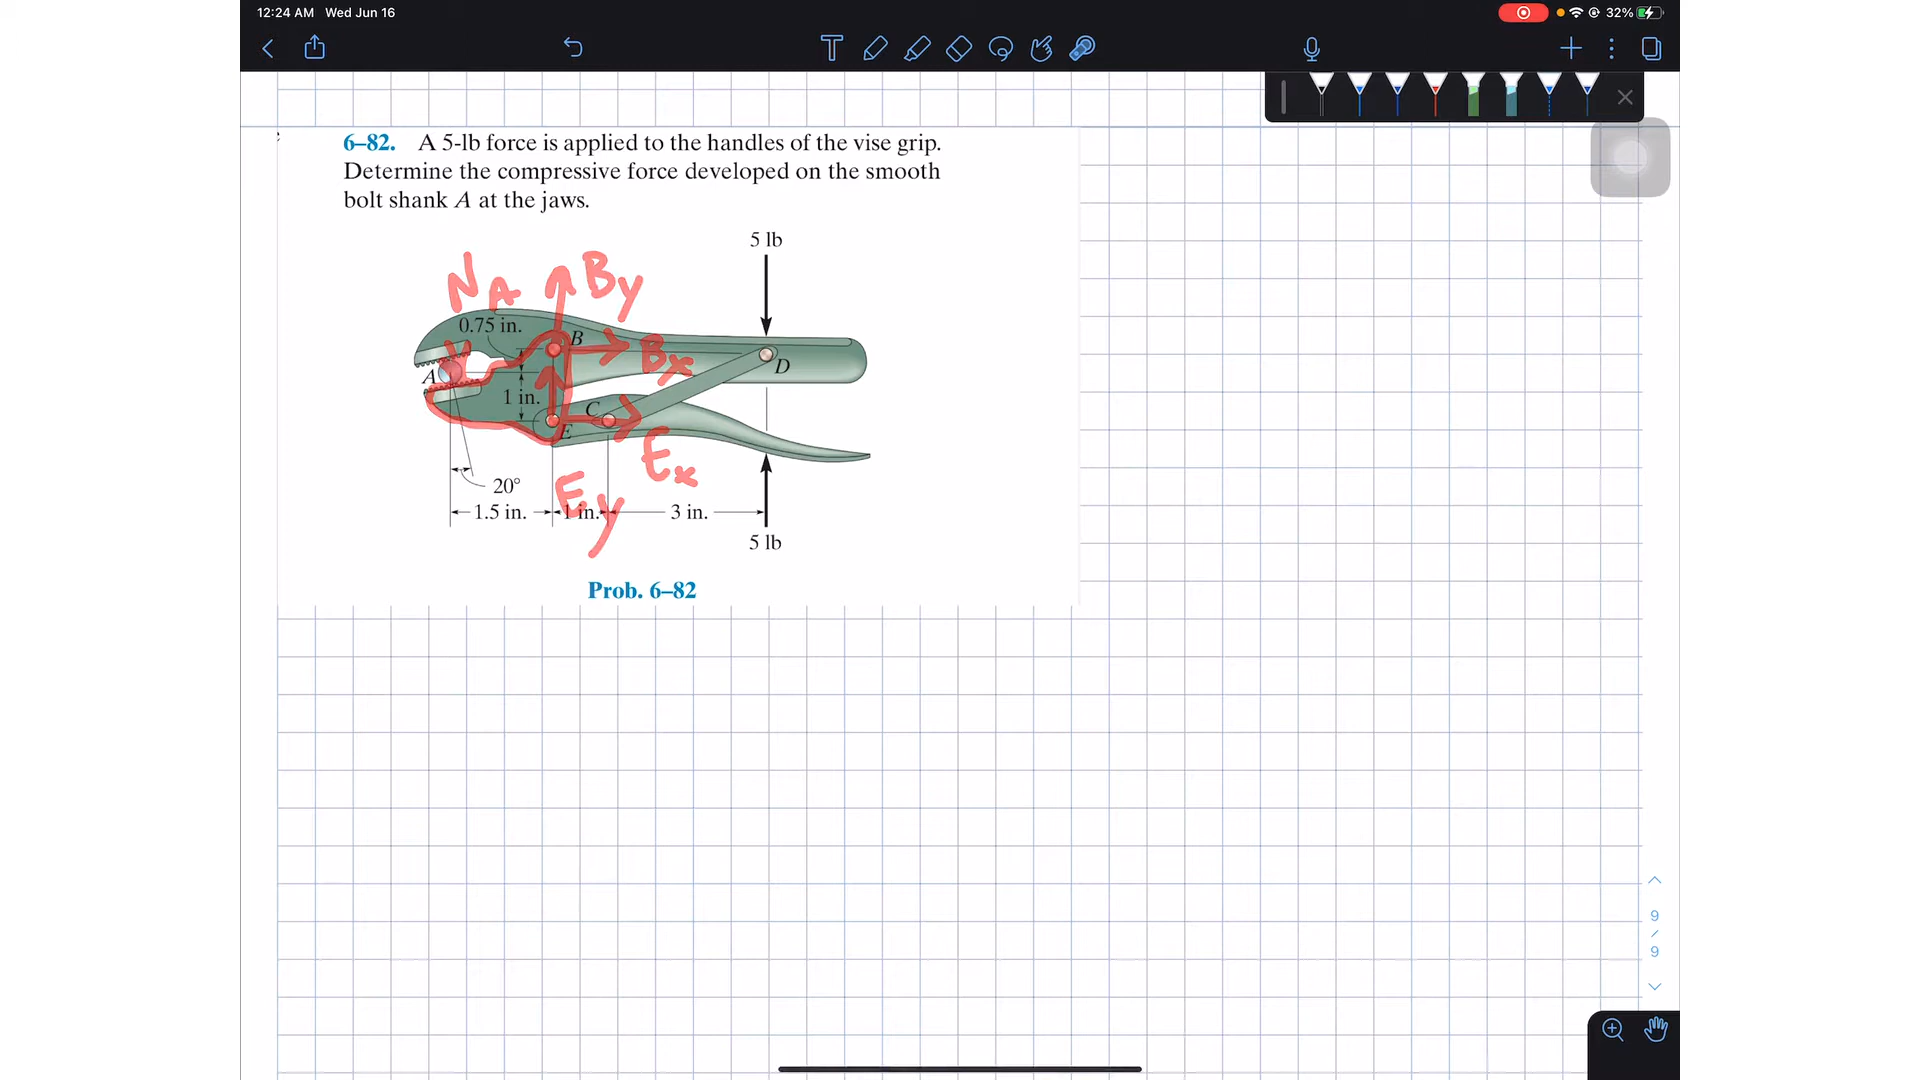 12:24 AM Wed Jun 16
32%
6–82. A 5-lb force is applied to the handles of the vise grip.
Determine the compressive force developed on the smooth
bolt shank A at the jaws.
5 lb
NA By
0.75 in.
B
Bx
A
D
1 in.
C
E
Ex
20°
Ey
1.5 in. 1 in. 3 in.
5 lb
Prob. 6–82
9
/
9